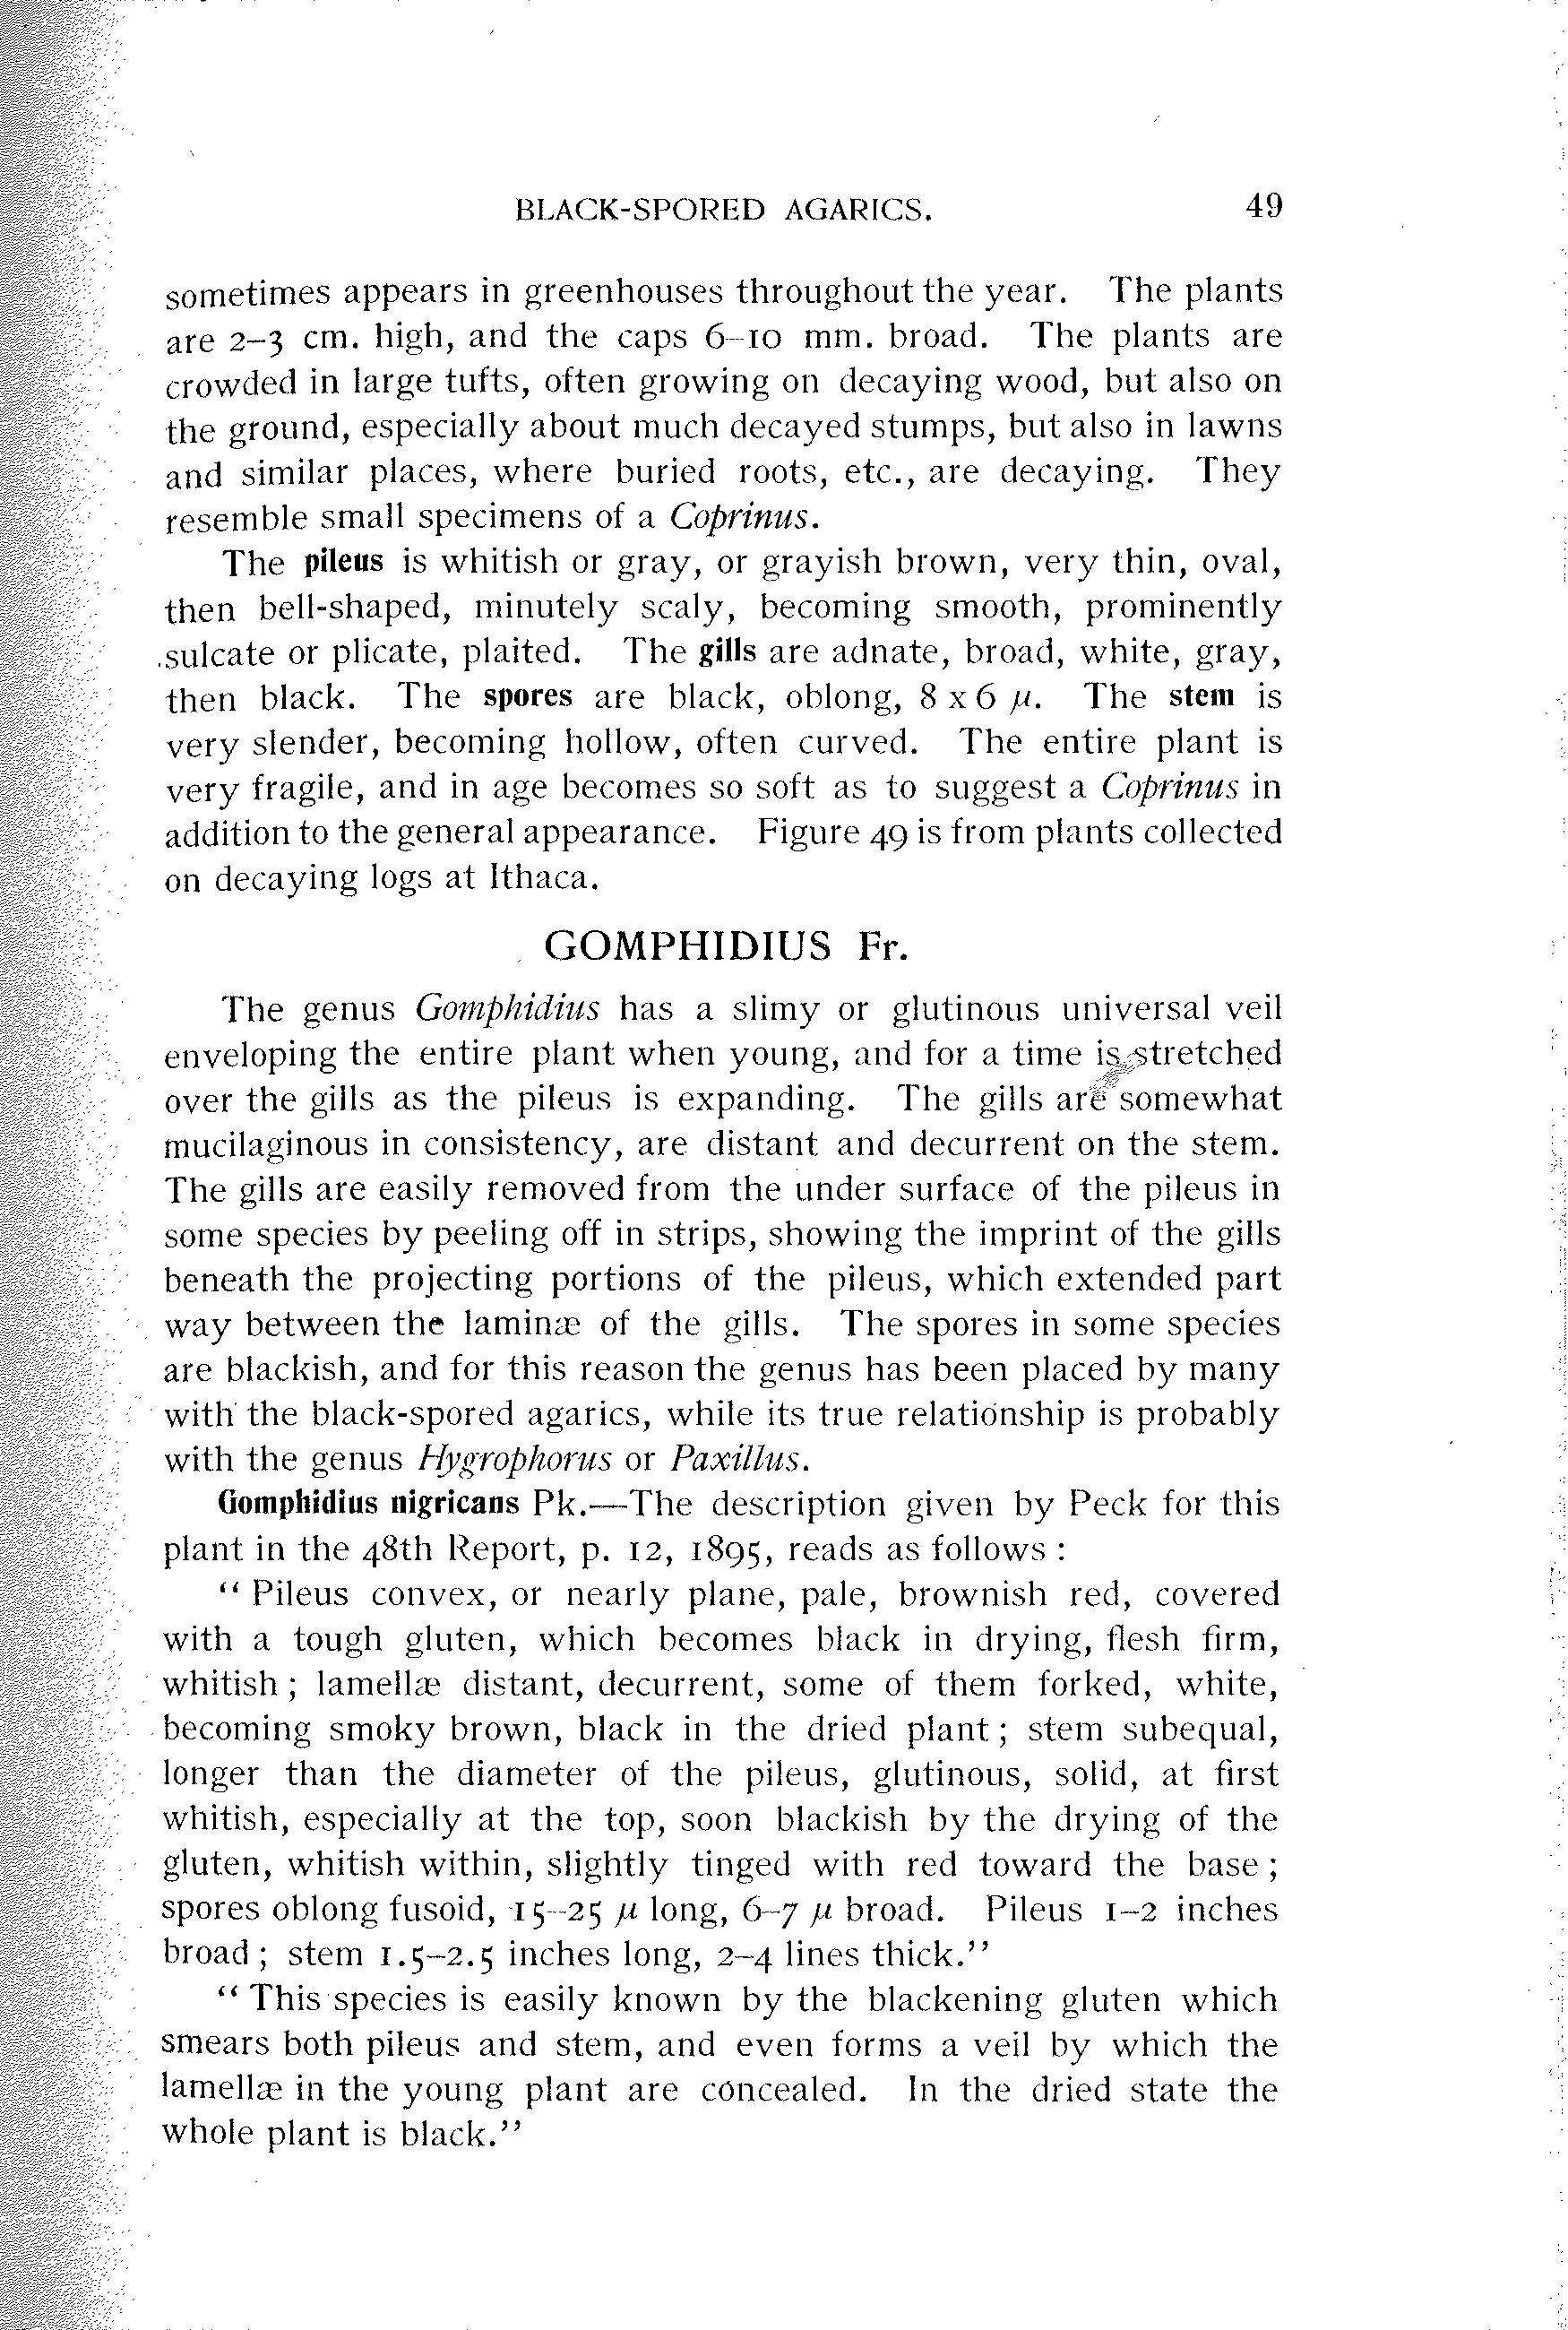 BLACK-SPORED AGARICS. 49
sometimes appears in greenhouses throughout the year. The plants
are 2–3 cm. high, and the caps 6–10 mm. broad. The plants are
crowded in large tufts, often growing on decaying wood, but also on
the ground, especially about much decayed stumps, but also in lawns
and similar places, where buried roots, etc., are decaying. They
resemble small specimens of a Coprinus.
The pileus is whitish or gray, or grayish brown, very thin, oval,
then bell-shaped, minutely scaly, becoming smooth, prominently
sulcate or plicate, plaited. The gills are adnate, broad, white, gray,
then black. The spores are black, oblong, 8 x 6 μ. The stem is
very slender, becoming hollow, often curved. The entire plant is
very fragile, and in age becomes so soft as to suggest a Coprinus in
addition to the general appearance. Figure 49 is from plants collected
on decaying logs at Ithaca.
GOMPHIDIUS Fr.
The genus Gomphidius has a slimy or glutinous universal veil
enveloping the entire plant when young, and for a time is stretched
over the gills as the pileus is expanding. The gills are somewhat
mucilaginous in consistency, are distant and decurrent on the stem.
The gills are easily removed from the under surface of the pileus in
some species by peeling off in strips, showing the imprint of the gills
beneath the projecting portions of the pileus, which extended part
way between the laminæ of the gills. The spores in some species
are blackish, and for this reason the genus has been placed by many
with the black-spored agarics, while its true relationship is probably
with the genus Hygrophorus or Paxillus.
Gomphidius nigricans Pk.—The description given by Peck for this
plant in the 48th Report, p. 12, 1895, reads as follows :
“ Pileus convex, or nearly plane, pale, brownish red, covered
with a tough gluten, which becomes black in drying, flesh firm,
whitish ; lamellæ distant, decurrent, some of them forked, white,
becoming smoky brown, black in the dried plant ; stem subequal,
longer than the diameter of the pileus, glutinous, solid, at first
whitish, especially at the top, soon blackish by the drying of the
gluten, whitish within, slightly tinged with red toward the base ;
spores oblong fusoid, 15–25 μ long, 6–7 μ broad. Pileus 1–2 inches
broad ; stem 1.5–2.5 inches long, 2–4 lines thick.”
“ This species is easily known by the blackening gluten which
smears both pileus and stem, and even forms a veil by which the
lamellæ in the young plant are concealed. In the dried state the
whole plant is black.”